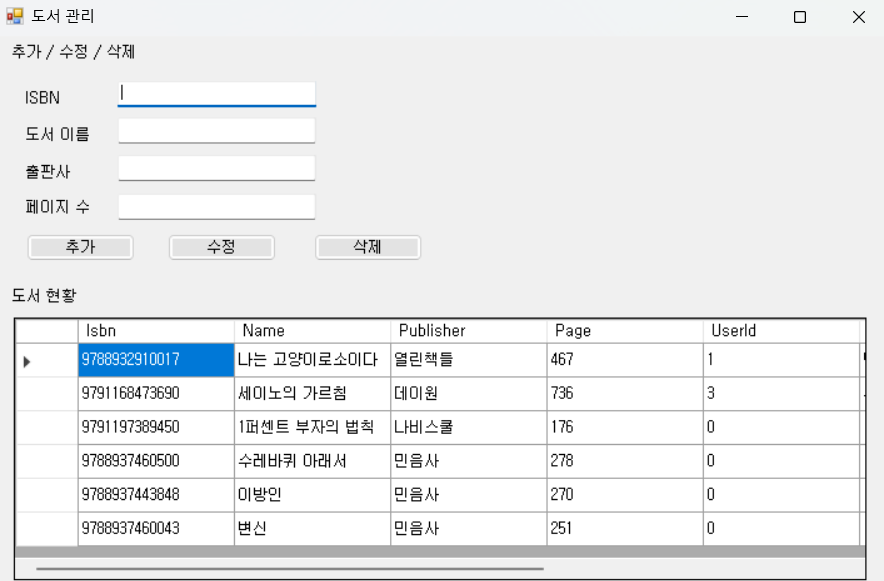 도서 관리
추가 / 수정 / 삭제
ISBN
도서 이름
출판사
페이지 수
추가 수정 삭제
도서 현황
Isbn Name Publisher Page UserId
9788932910017 나는 고양이로소이다 열린책들 467 1
9791168473690 세이노의 가르침 데이원 736 3
9791197389450 1퍼센트 부자의 법칙 나비스쿨 176 0
9788937460500 수레바퀴 아래서 민음사 278 0
9788937443848 이방인 민음사 270 0
9788937460043 변신 민음사 251 0